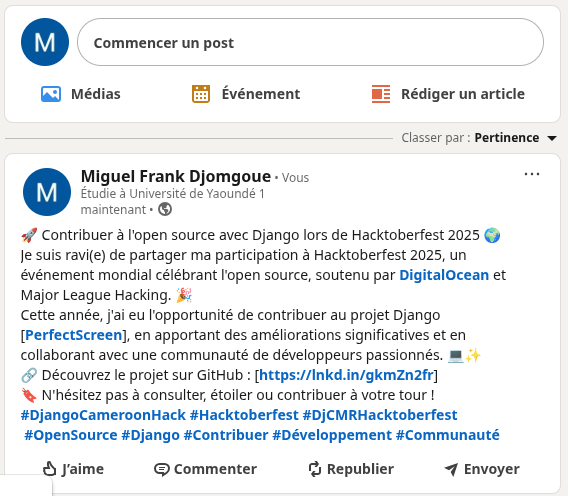 M
Commencer un post
Médias
Événement
Rédiger un article
Classer par : Pertinence
M
Miguel Frank Djomgoue • Vous
Étudie à Université de Yaoundé 1
maintenant •
🚀 Contribuer à l'open source avec Django lors de Hacktoberfest 2025 🌍
Je suis ravi(e) de partager ma participation à Hacktoberfest 2025, un
événement mondial célébrant l'open source, soutenu par DigitalOcean et
Major League Hacking. 🎉
Cette année, j'ai eu l'opportunité de contribuer au projet Django
[PerfectScreen], en apportant des améliorations significatives et en
collaborant avec une communauté de développeurs passionnés. 💻✨
🔗 Découvrez le projet sur GitHub : [https://lnkd.in/gkmZn2fr]
🔖 N'hésitez pas à consulter, étoiler ou contribuer à votre tour !
#DjangoCameroonHack #Hacktoberfest #DjCMRHacktoberfest
#OpenSource #Django #Contribuer #Développement #Communauté
J'aime
Commenter
Republier
Envoyer